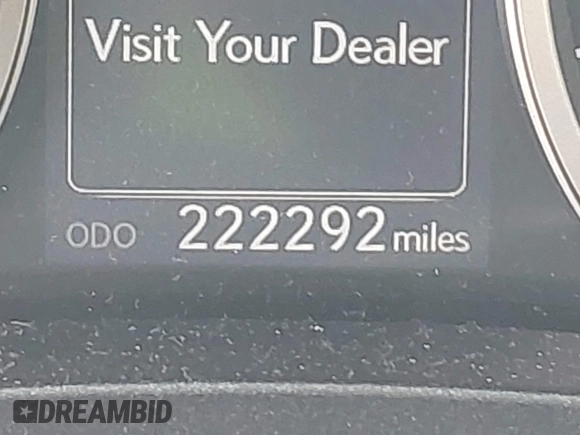 Visit Your Dealer
ODO 222292 miles
DREAMBID